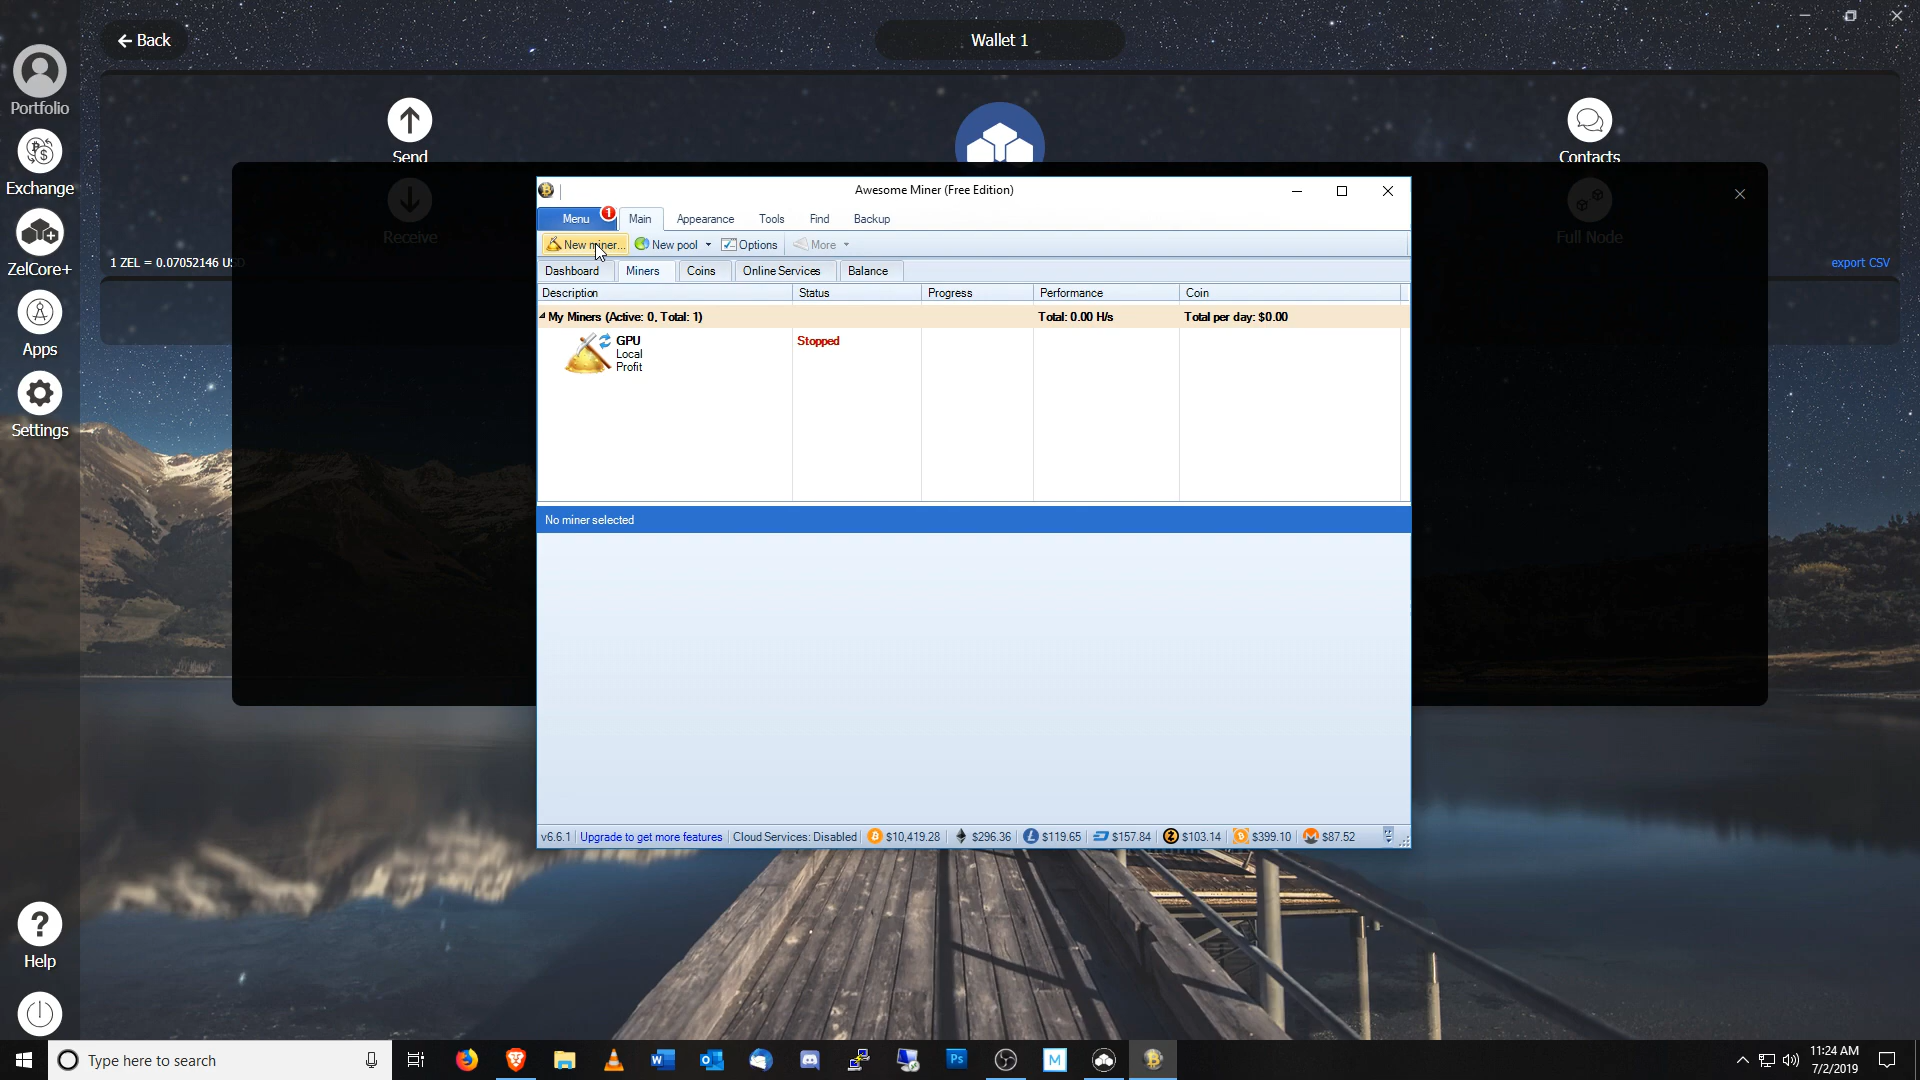 Back
Wallet 1
Portfolio
Exchange
ZelCore+
Apps
Settings
Help
Send
Receive
Contacts
Full Node
1 ZEL = 0.07052146 USD
export CSV
Awesome Miner (Free Edition)
Menu 1 Main Appearance Tools Find Backup
New miner... New pool Options More
Dashboard Miners Coins Online Services Balance
Description Status Progress Performance Coin
My Miners (Active: 0, Total: 1) Total: 0.00 H/s Total per day: $0.00
GPU Stopped
Local
Profit
No miner selected
v6.6.1 Upgrade to get more features Cloud Services: Disabled $10,419.28 $296.36 $119.65 $157.84 $103.14 $399.10 $87.52
Type here to search
W
Ps
M
11:24 AM
7/2/2019